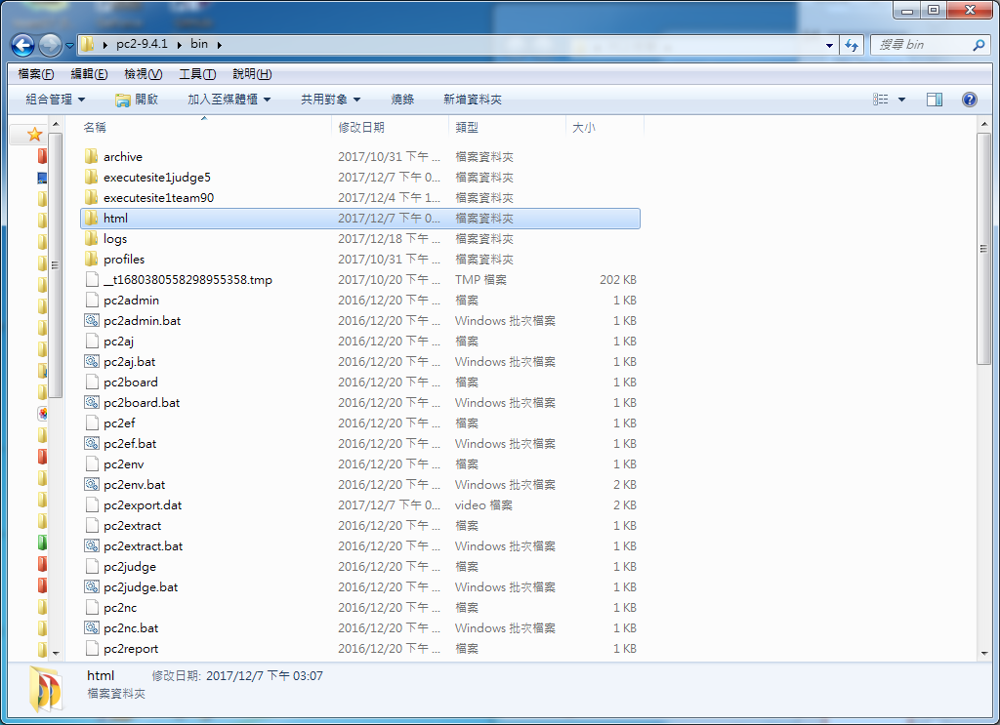 pc2-9.4.1 ▸ bin ▸
搜尋 bin
檔案(F) 編輯(E) 檢視(V) 工具(T) 說明(H)
組合管理 開啟 加入至媒體櫃 共用對象 燒錄 新增資料夾
名稱 修改日期 類型 大小
archive 2017/10/31 下午 ... 檔案資料夾
executesite1judge5 2017/12/7 下午 0... 檔案資料夾
executesite1team90 2017/12/4 下午 1... 檔案資料夾
html 2017/12/7 下午 0... 檔案資料夾
logs 2017/12/18 下午 ... 檔案資料夾
profiles 2017/10/31 下午 ... 檔案資料夾
__t1680380558298955358.tmp 2017/10/20 下午 ... TMP 檔案 202 KB
pc2admin 2016/12/20 下午 ... 檔案 1 KB
pc2admin.bat 2016/12/20 下午 ... Windows 批次檔案 1 KB
pc2aj 2016/12/20 下午 ... 檔案 1 KB
pc2aj.bat 2016/12/20 下午 ... Windows 批次檔案 1 KB
pc2board 2016/12/20 下午 ... 檔案 1 KB
pc2board.bat 2016/12/20 下午 ... Windows 批次檔案 1 KB
pc2ef 2016/12/20 下午 ... 檔案 1 KB
pc2ef.bat 2016/12/20 下午 ... Windows 批次檔案 1 KB
pc2env 2016/12/20 下午 ... 檔案 1 KB
pc2env.bat 2016/12/20 下午 ... Windows 批次檔案 2 KB
pc2export.dat 2017/12/7 下午 0... video 檔案 2 KB
pc2extract 2016/12/20 下午 ... 檔案 1 KB
pc2extract.bat 2016/12/20 下午 ... Windows 批次檔案 1 KB
pc2judge 2016/12/20 下午 ... 檔案 1 KB
pc2judge.bat 2016/12/20 下午 ... Windows 批次檔案 1 KB
pc2nc 2016/12/20 下午 ... 檔案 1 KB
pc2nc.bat 2016/12/20 下午 ... Windows 批次檔案 1 KB
pc2report 2016/12/20 下午 ... 檔案 1 KB
html 修改日期: 2017/12/7 下午 03:07
檔案資料夾